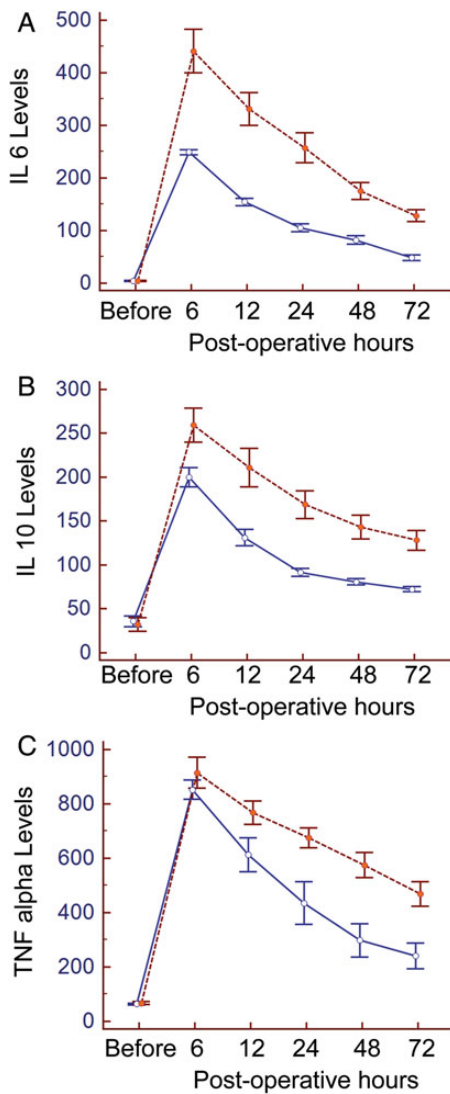 A
IL 6 Levels
500
400
300
200
100
0
Before 6 12 24 48 72
Post-operative hours
B
IL 10 Levels
300
250
200
150
100
50
0
Before 6 12 24 48 72
Post-operative hours
C
TNF alpha Levels
1000
800
600
400
200
0
Before 6 12 24 48 72
Post-operative hours